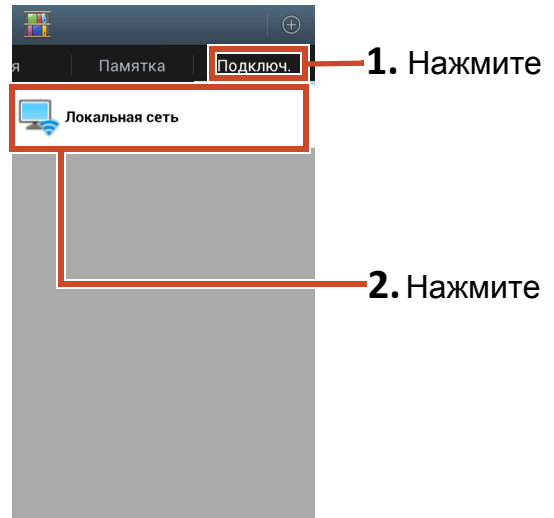 я Памятка Подключ.
1. Нажмите
Локальная сеть
2. Нажмите